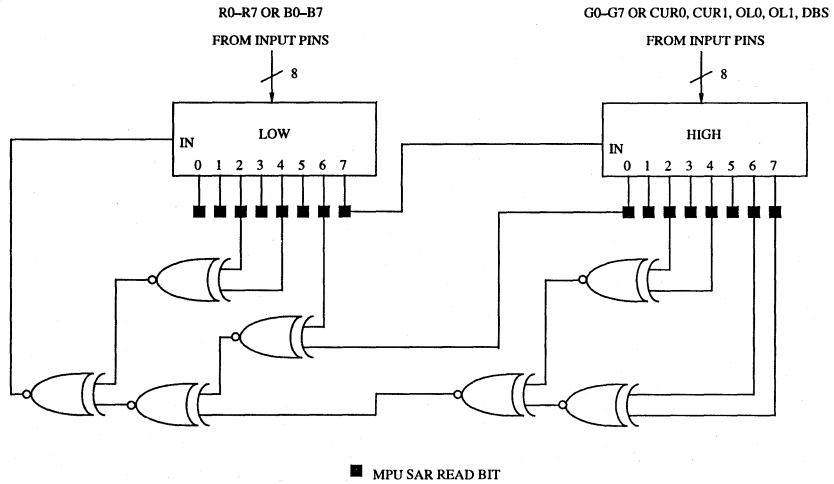 R0–R7 OR B0–B7
FROM INPUT PINS
8
LOW
IN
0 1 2 3 4 5 6 7
G0–G7 OR CUR0, CUR1, OL0, OL1, DBS
FROM INPUT PINS
8
HIGH
IN
0 1 2 3 4 5 6 7
MPU SAR READ BIT